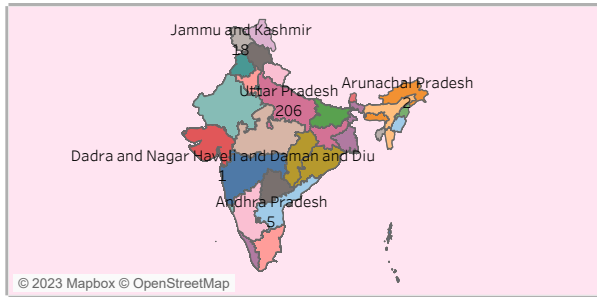 Jammu and Kashmir
18
Arunachal Pradesh
2
Uttar Pradesh
206
Dadra and Nagar Haveli and Daman and Diu
1
Andhra Pradesh
5
© 2023 Mapbox © OpenStreetMap